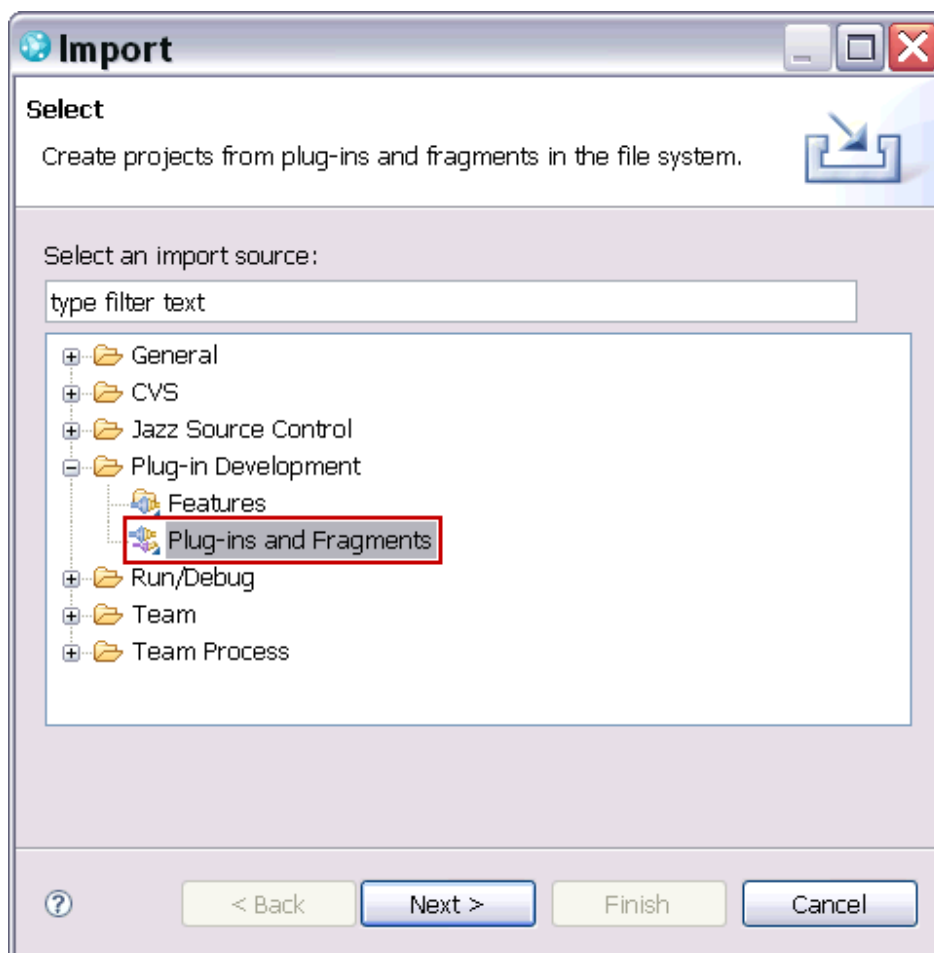 Import
Select
Create projects from plug-ins and fragments in the file system.
Select an import source:
type filter text
General
CVS
Jazz Source Control
Plug-in Development
Features
Plug-ins and Fragments
Run/Debug
Team
Team Process
? < Back Next > Finish Cancel